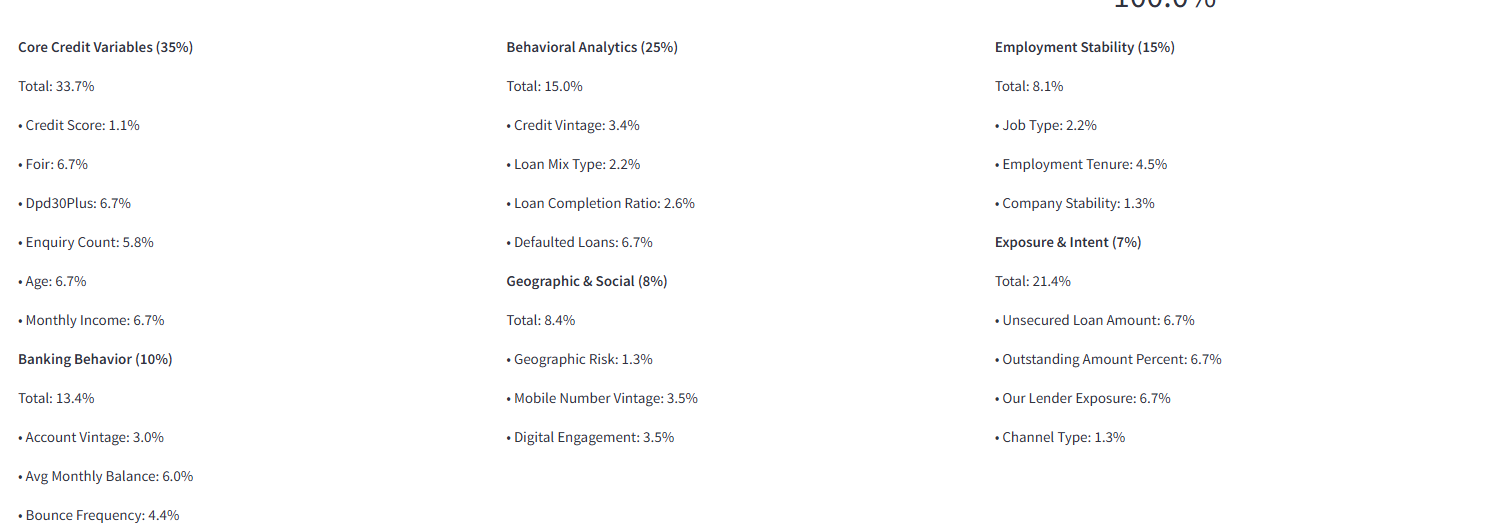 100.0%
Core Credit Variables (35%)
Total: 33.7%
• Credit Score: 1.1%
• Foir: 6.7%
• Dpd30Plus: 6.7%
• Enquiry Count: 5.8%
• Age: 6.7%
• Monthly Income: 6.7%
Banking Behavior (10%)
Total: 13.4%
• Account Vintage: 3.0%
• Avg Monthly Balance: 6.0%
• Bounce Frequency: 4.4%
Behavioral Analytics (25%)
Total: 15.0%
• Credit Vintage: 3.4%
• Loan Mix Type: 2.2%
• Loan Completion Ratio: 2.6%
• Defaulted Loans: 6.7%
Geographic & Social (8%)
Total: 8.4%
• Geographic Risk: 1.3%
• Mobile Number Vintage: 3.5%
• Digital Engagement: 3.5%
Employment Stability (15%)
Total: 8.1%
• Job Type: 2.2%
• Employment Tenure: 4.5%
• Company Stability: 1.3%
Exposure & Intent (7%)
Total: 21.4%
• Unsecured Loan Amount: 6.7%
• Outstanding Amount Percent: 6.7%
• Our Lender Exposure: 6.7%
• Channel Type: 1.3%